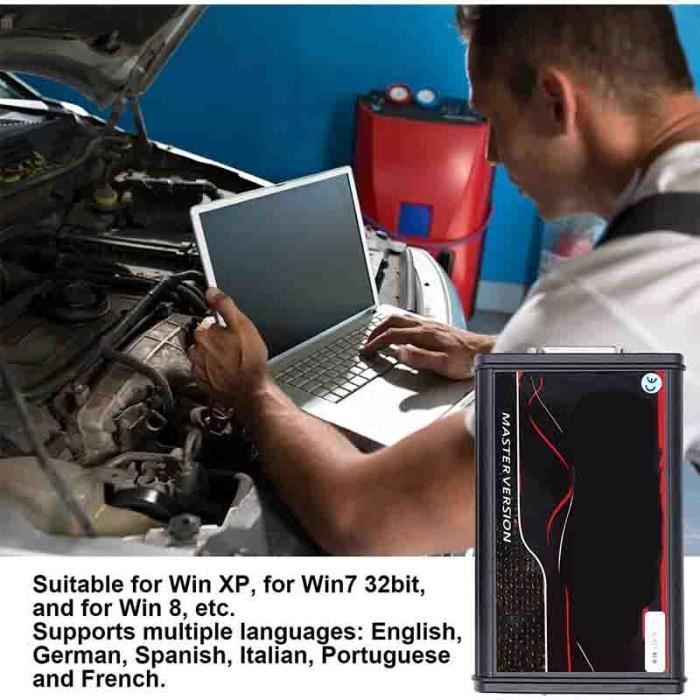 MASTER VERSION
CE
Suitable for Win XP, for Win7 32bit,
and for Win 8, etc.
Supports multiple languages: English,
German, Spanish, Italian, Portuguese
and French.